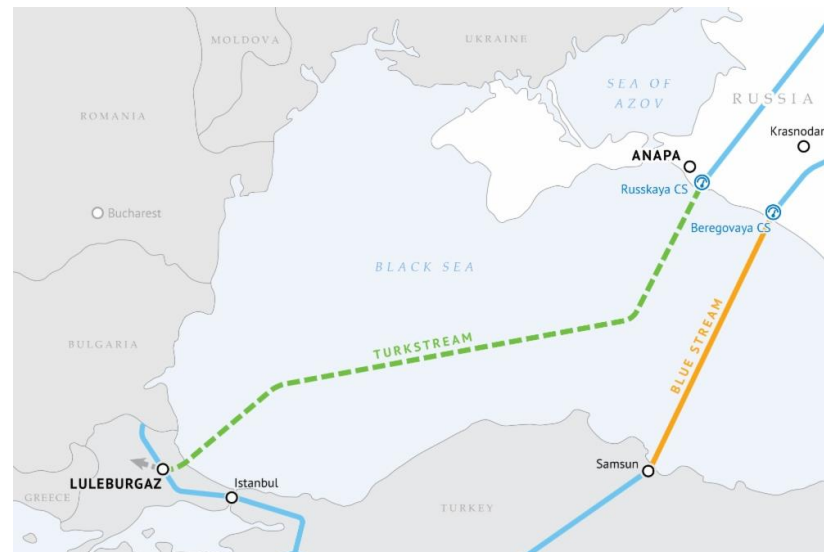 MOLDOVA
UKRAINE
SEA OF
AZOV
RUSSIA
ROMANIA
Krasnodar
ANAPA
Russkaya CS
Bucharest
Beregovaya CS
BLACK SEA
BLUE STREAM
TURKSTREAM
BULGARIA
Samsun
LULEBURGAZ
Istanbul
GREECE
TURKEY